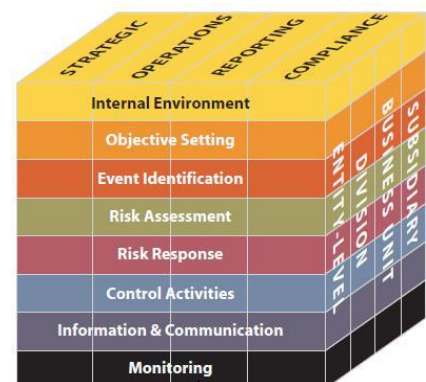 STRATEGIC
OPERATIONS
REPORTING
COMPLIANCE
Internal Environment
Objective Setting
Event Identification
Risk Assessment
Risk Response
Control Activities
Information & Communication
Monitoring
ENTITY-LEVEL
DIVISION
BUSINESS UNIT
SUBSIDIARY